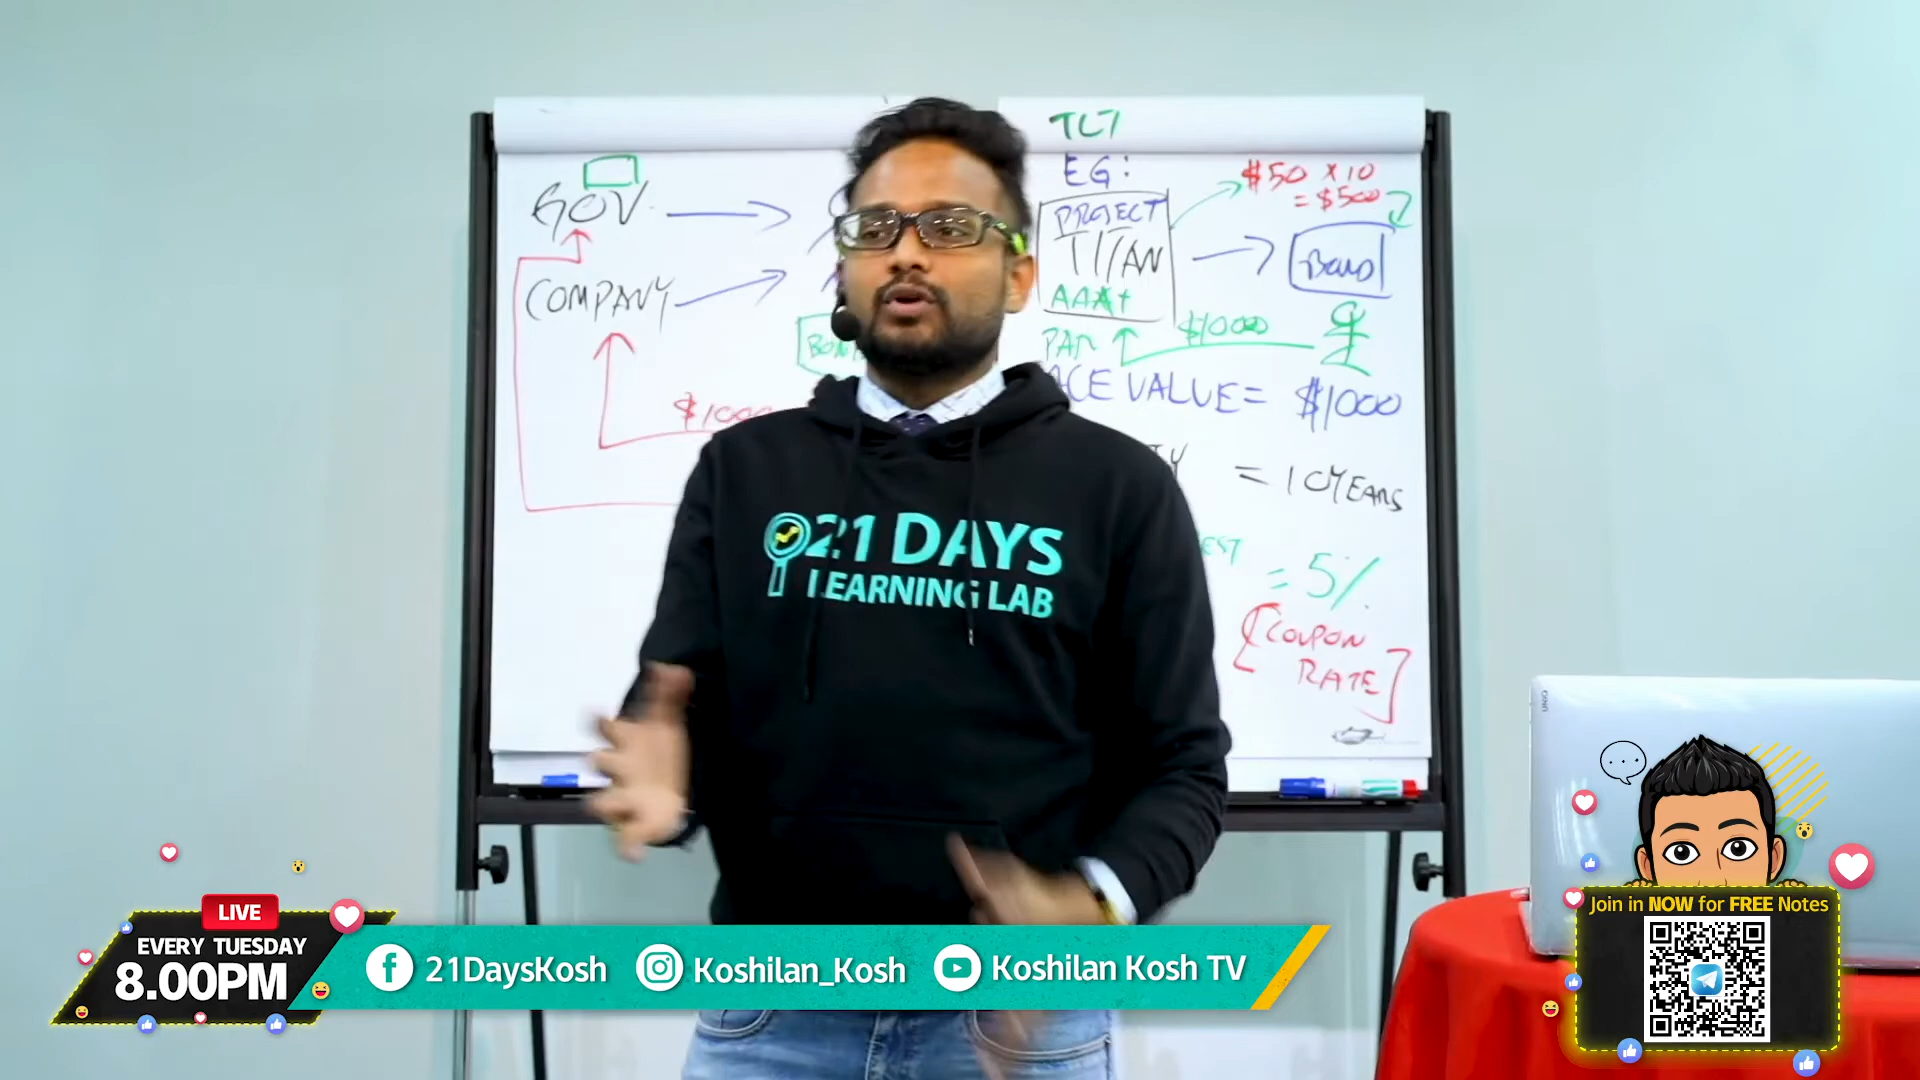 GOV.
COMPANY
$1000
TLT
EG:
PROJECT
TITAN
AAA+
$50 x 10
= $500
BOND
PAR
$1000
VALUE = $1000
= 10 YEARS
= 5%
[COUPON
RATE]
21 DAYS
LEARNING LAB
LIVE
EVERY TUESDAY
8.00PM
21DaysKosh
Koshilan_Kosh
Koshilan Kosh TV
Join in NOW for FREE Notes